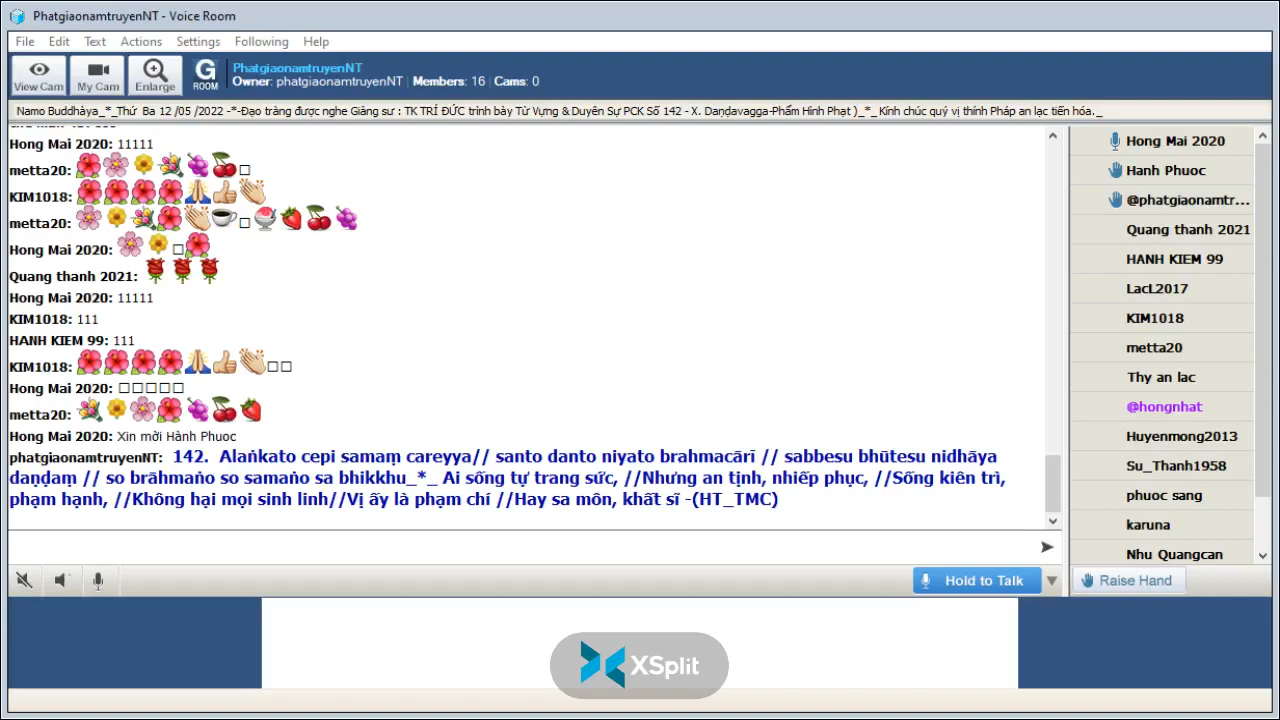 PhatgiaonamtruyenNT - Voice Room
File Edit Text Actions Settings Following Help
View Cam My Cam Enlarge G ROOM
PhatgiaonamtruyenNT
Owner: phatgiaonamtruyenNT | Members: 16 | Cams: 0
Namo Buddhàya_*_Thứ Ba 12 /05 /2022 -*-Đạo tràng được nghe Giảng sư : TK TRÍ ĐỨC trình bày Từ Vựng & Duyên Sự PCK Số 142 - X. Daṇḍavagga-Phẩm Hình Phạt )_*_ Kính chúc quý vị thính Pháp an lạc tiến hóa._
Hong Mai 2020: 11111
metta20:
KIM1018:
metta20:
Hong Mai 2020:
Quang thanh 2021:
Hong Mai 2020: 11111
KIM1018: 111
HANH KIEM 99: 111
KIM1018:
Hong Mai 2020:
metta20:
Hong Mai 2020: Xin mời Hành Phuoc
phatgiaonamtruyenNT: 142. Alaṅkato cepi samaṃ careyya// santo danto niyato brahmacārī // sabbesu bhūtesu nidhāya
daṇḍaṃ // so brāhmaṅo so samaṅo sa bhikkhu_*_ Ai sống tự trang sức, //Nhưng an tịnh, nhiếp phục, //Sống kiên trì,
phạm hạnh, //Không hại mọi sinh linh//Vị ấy là phạm chí //Hay sa môn, khất sĩ -(HT_TMC)
Hold to Talk
Hong Mai 2020
Hanh Phuoc
@phatgiaonamtr...
Quang thanh 2021
HANH KIEM 99
LacL2017
KIM1018
metta20
Thy an lac
@hongnhat
Huyenmong2013
Su_Thanh1958
phuoc sang
karuna
Nhu Quangcan
Raise Hand
XSplit